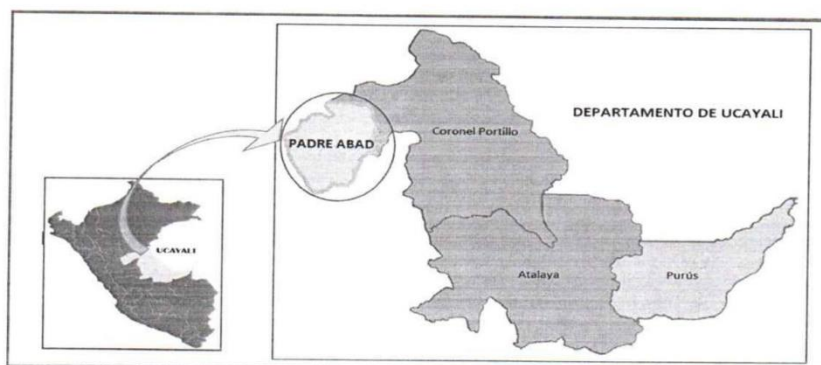 DEPARTAMENTO DE UCAYALI
Coronel Portillo
PADRE ABAD
UCAYALI
Atalaya
Purús